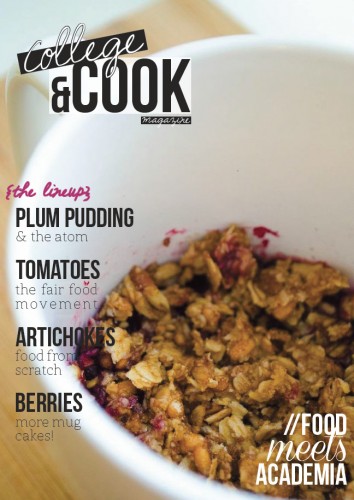 College
&COOK
magazine
{the lineup}
PLUM PUDDING
& the atom
TOMATOES
the fair food
movement
ARTICHOKES
food from
scratch
BERRIES
more mug
cakes!
//FOOD
meets
ACADEMIA